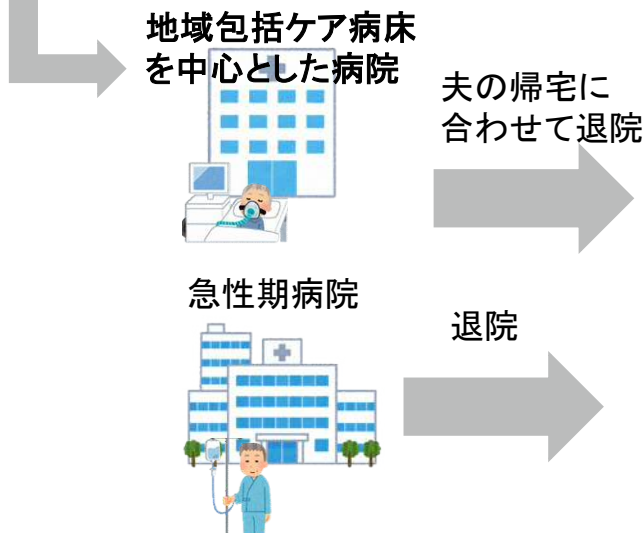 地域包括ケア病床
を中心とした病院
夫の帰宅に
合わせて退院
急性期病院
退院